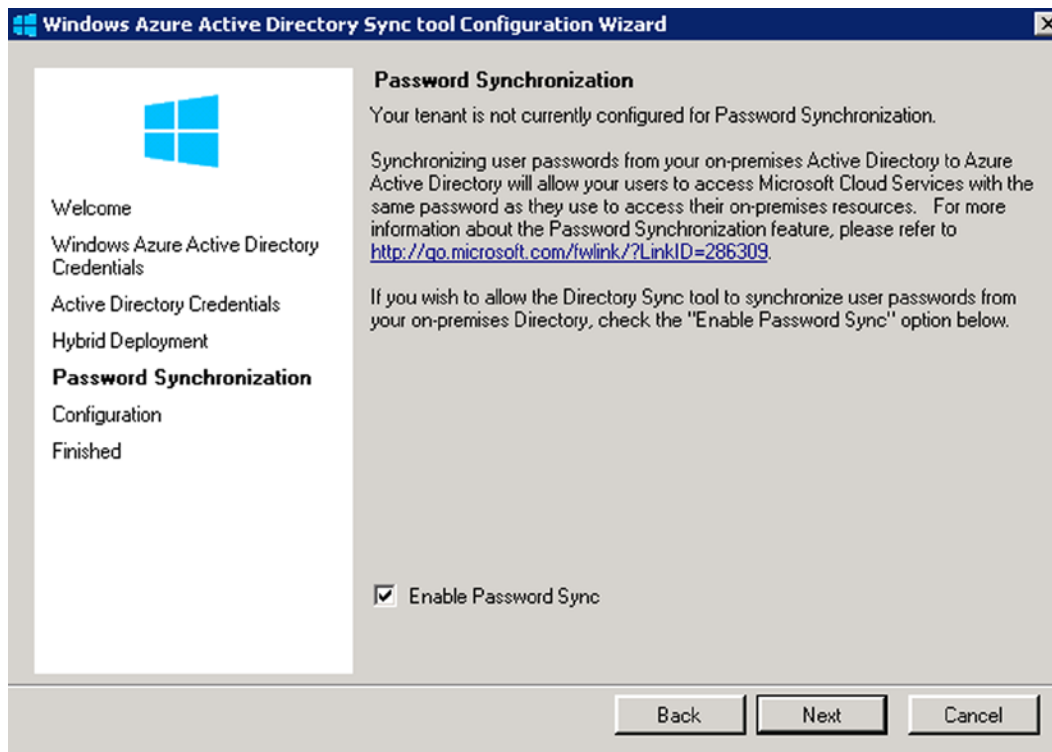 Windows Azure Active Directory Sync tool Configuration Wizard
Welcome
Windows Azure Active Directory
Credentials
Active Directory Credentials
Hybrid Deployment
Password Synchronization
Configuration
Finished
Password Synchronization
Your tenant is not currently configured for Password Synchronization.
Synchronizing user passwords from your on-premises Active Directory to Azure
Active Directory will allow your users to access Microsoft Cloud Services with the
same password as they use to access their on-premises resources. For more
information about the Password Synchronization feature, please refer to
http://go.microsoft.com/fwlink/?LinkID=286309.
If you wish to allow the Directory Sync tool to synchronize user passwords from
your on-premises Directory, check the "Enable Password Sync" option below.
Enable Password Sync
Back Next Cancel